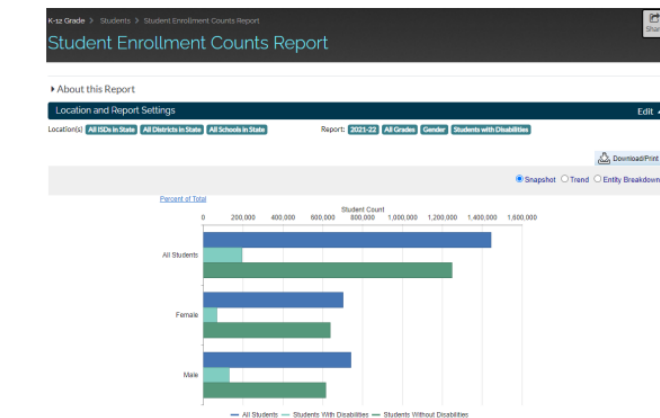 K-12 Grade > Students > Student Enrollment Counts Report
Share
Student Enrollment Counts Report
About this Report
Location and Report Settings
Edit
Location(s) All ISDs in State All Districts in State All Schools in State Report: 2021-22 All Grades Gender Students with Disabilities
Download/Print
Snapshot Trend Entity Breakdown
Percent of Total
Student Count
0 200,000 400,000 600,000 800,000 1,000,000 1,200,000 1,400,000 1,600,000
All Students
Female
Male
All Students Students With Disabilities Students Without Disabilities